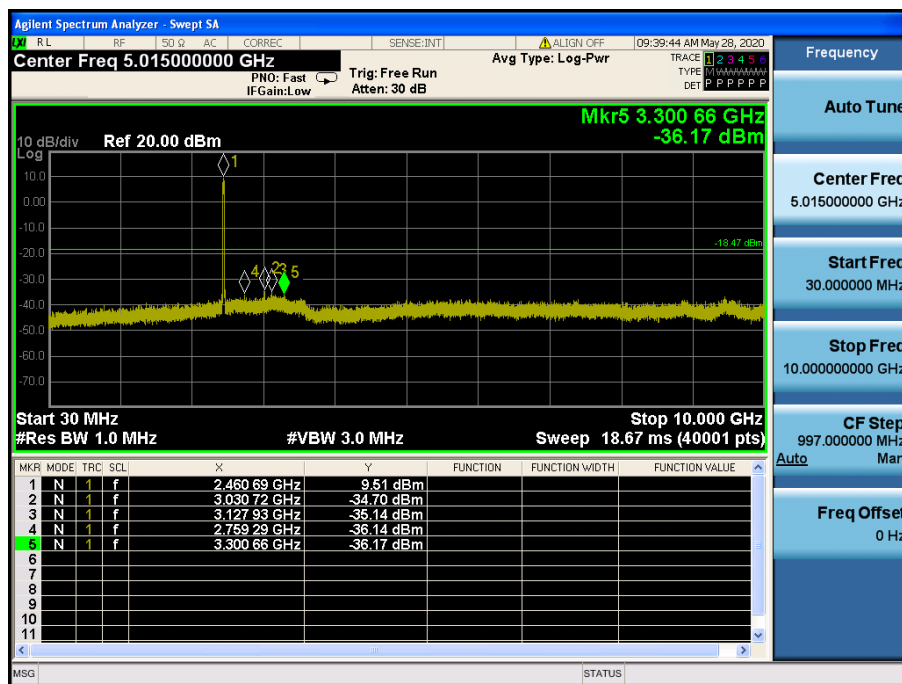 Agilent Spectrum Analyzer - Swept SA
LXI RL RF 50 Ω AC CORREC SENSE:INT ALIGN OFF 09:39:44 AM May 28, 2020
Center Freq 5.015000000 GHz
PNO: Fast
IFGain:Low
Trig: Free Run
Atten: 30 dB
Avg Type: Log-Pwr
TRACE 1 2 3 4 5 6
TYPE M
DET P P P P P P
Mkr5 3.300 66 GHz
-36.17 dBm
10 dB/div Ref 20.00 dBm
Log
10.0
0.00
-10.0
-20.0
-30.0
-40.0
-50.0
-60.0
-70.0
1
-18.47 dBm
4 2 3 5
Start 30 MHz Stop 10.000 GHz
#Res BW 1.0 MHz #VBW 3.0 MHz Sweep 18.67 ms (40001 pts)
MKR MODE TRC SCL X Y FUNCTION FUNCTION WIDTH FUNCTION VALUE
1 N 1 f 2.460 69 GHz 9.51 dBm
2 N 1 f 3.030 72 GHz -34.70 dBm
3 N 1 f 3.127 93 GHz -35.14 dBm
4 N 1 f 2.759 29 GHz -36.14 dBm
5 N 1 f 3.300 66 GHz -36.17 dBm
6
7
8
9
10
11
MSG STATUS
Frequency
Auto Tune
Center Freq
5.015000000 GHz
Start Freq
30.000000 MHz
Stop Freq
10.000000000 GHz
CF Step
997.000000 MHz
Auto Man
Freq Offset
0 Hz